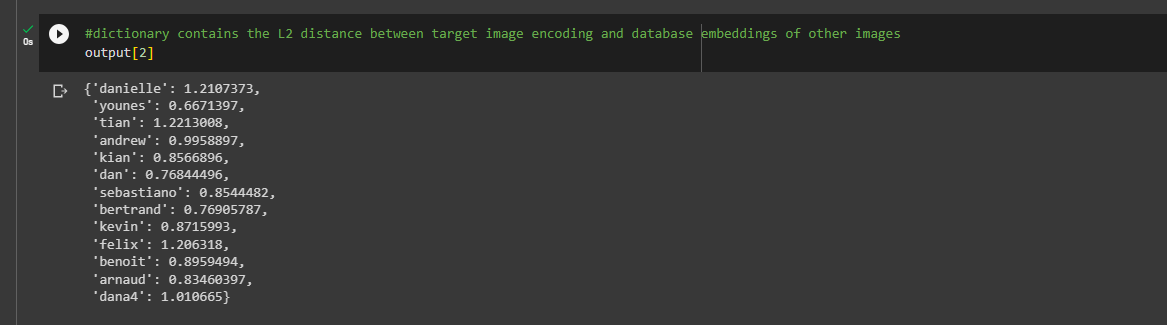 #dictionary contains the L2 distance between target image encoding and database embeddings of other images
0s
output[2]
{'danielle': 1.2107373,
'younes': 0.6671397,
'tian': 1.2213008,
'andrew': 0.9958897,
'kian': 0.8566896,
'dan': 0.76844496,
'sebastiano': 0.8544482,
'bertrand': 0.76905787,
'kevin': 0.8715993,
'felix': 1.206318,
'benoit': 0.8959494,
'arnaud': 0.83460397,
'dana4': 1.010665}